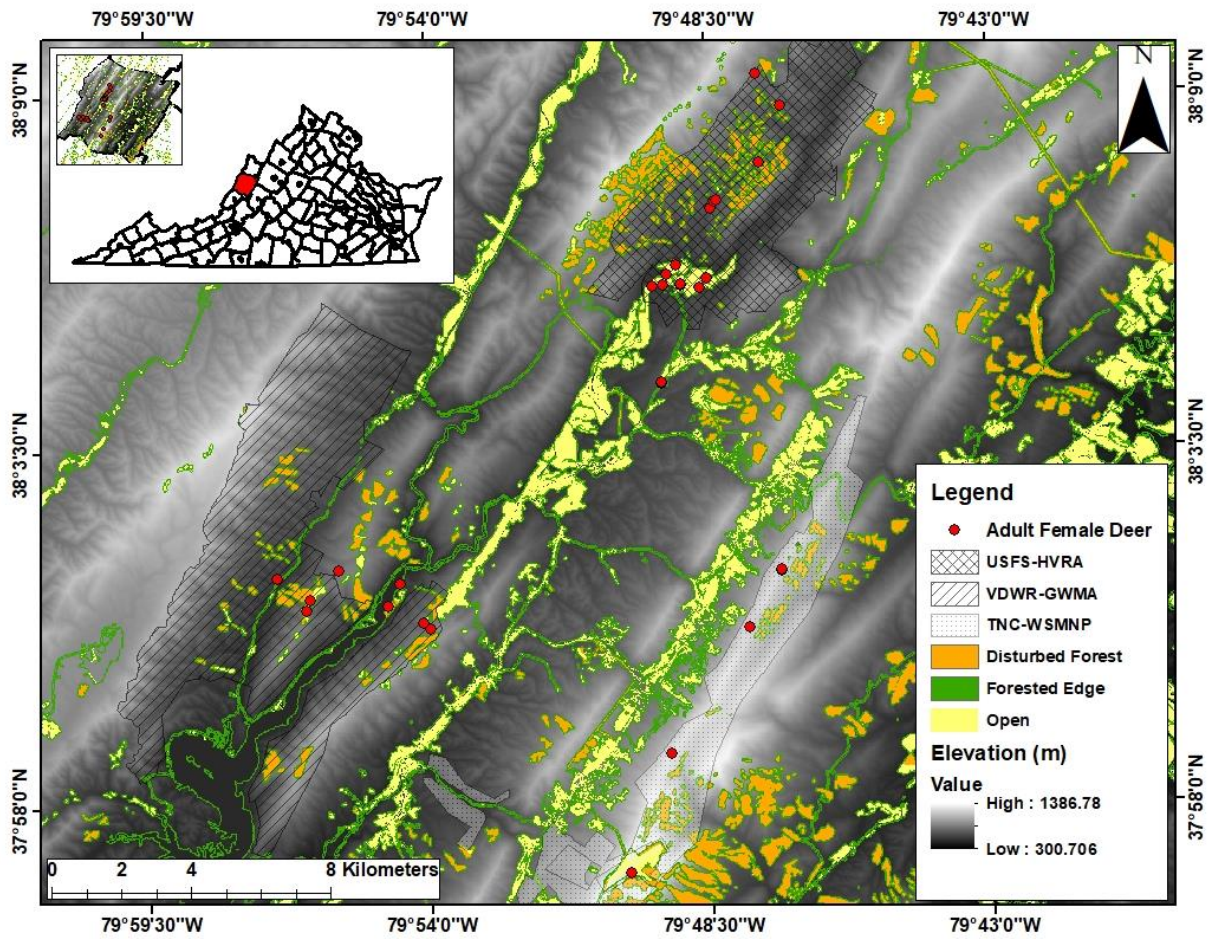 79°59'30"W 79°54'0"W 79°48'30"W 79°43'0"W
N
38°9'0"N 38°9'0"N
38°3'30"N 38°3'30"N
Legend
Adult Female Deer
USFS-HVRA
VDWR-GWMA
TNC-WSMNP
Disturbed Forest
Forested Edge
Open
Elevation (m)
Value
High : 1386.78
Low : 300.706
37°58'0"N 37°58'0"N
0 2 4 8 Kilometers
79°59'30"W 79°54'0"W 79°48'30"W 79°43'0"W